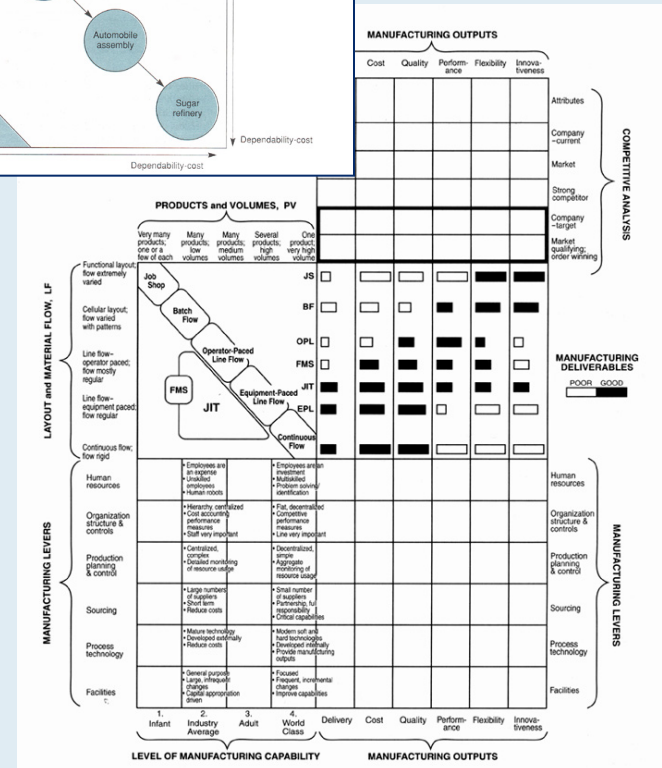 Automobile
assembly
Sugar
refinery
Dependability-cost
Dependability-cost
MANUFACTURING OUTPUTS
Cost
Quality
Perform-
ance
Flexibility
Innova-
tiveness
Attributes
Company
–current
Market
Strong
competitor
Company
–target
Market
qualifying;
order winning
COMPETITIVE ANALYSIS
PRODUCTS and VOLUMES, PV
Very many
products;
one or a
few of each
Many
products;
low
volumes
Many
products;
medium
volumes
Several
products;
high
volumes
One
product;
very high
volume
LAYOUT and MATERIAL FLOW, LF
Functional layout;
flow extremely
varied
Cellular layout;
flow varied
with patterns
Line flow–
operator paced;
flow mostly
regular
Line flow–
equipment paced;
flow regular
Continuous flow;
flow rigid
Job
Shop
Batch
Flow
Operator-Paced
Line Flow
Equipment-Paced
Line Flow
Continuous
Flow
FMS
JIT
JS
BF
OPL
FMS
JIT
EPL
MANUFACTURING
DELIVERABLES
POOR
GOOD
MANUFACTURING LEVERS
Human
resources
• Employees are
an expense
• Unskilled
employees
• Human robots
• Employees are an
investment
• Multiskilled
• Problem solving/
identification
Human
resources
Organization
structure &
controls
• Hierarchy, centralized
• Cost accounting
performance
measures
• Staff very important
• Flat, decentralized
• Competitive
performance
measures
• Line very important
Organization
structure &
controls
Production
planning
& control
• Centralized,
complex
• Detailed monitoring
of resource usage
• Decentralized,
simple
• Aggregate
monitoring of
resource usage
Production
planning
& control
Sourcing
• Large numbers
of suppliers
• Short term
• Reduce costs
• Small number
of suppliers
• Partnership, full
responsibility
• Critical capabilities
Sourcing
Process
technology
• Mature technology
• Developed externally
• Reduce costs
• Modern soft and
hard technologies
• Developed internally
• Provide manufacturing
outputs
Process
technology
Facilities
• General purpose
• Large, infrequent
changes
• Capital appropriation
driven
• Focused
• Frequent, incremental
changes
• Improve capabilities
Facilities
MANUFACTURING LEVERS
1.
Infant
2.
Industry
Average
3.
Adult
4.
World
Class
Delivery
Cost
Quality
Perform-
ance
Flexibility
Innova-
tiveness
LEVEL OF MANUFACTURING CAPABILITY
MANUFACTURING OUTPUTS